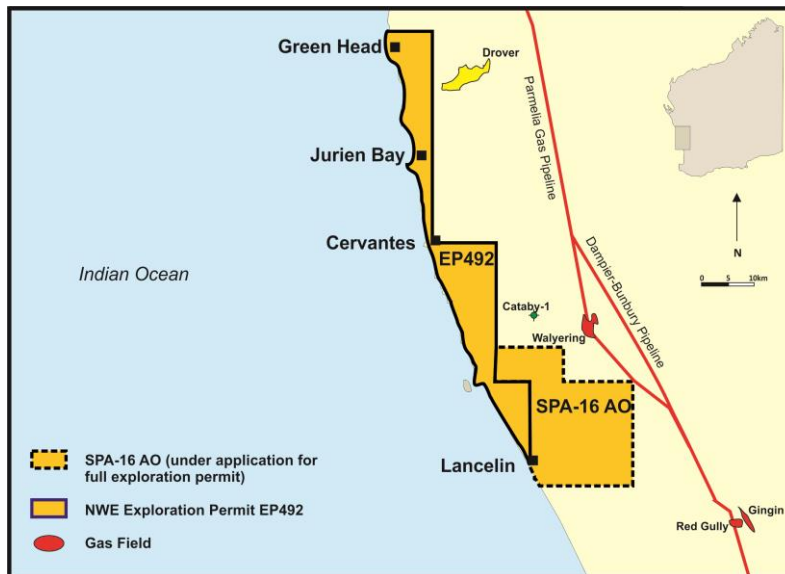 Green Head
Drover
Jurien Bay
Parmelia Gas Pipeline
N
Cervantes
EP492
Dampier-Bunbury Pipeline
Indian Ocean
0 5 10km
Cataby-1
Walyering
SPA-16 AO
SPA-16 AO (under application for
full exploration permit)
Lancelin
NWE Exploration Permit EP492
Gas Field
Red Gully
Gingin